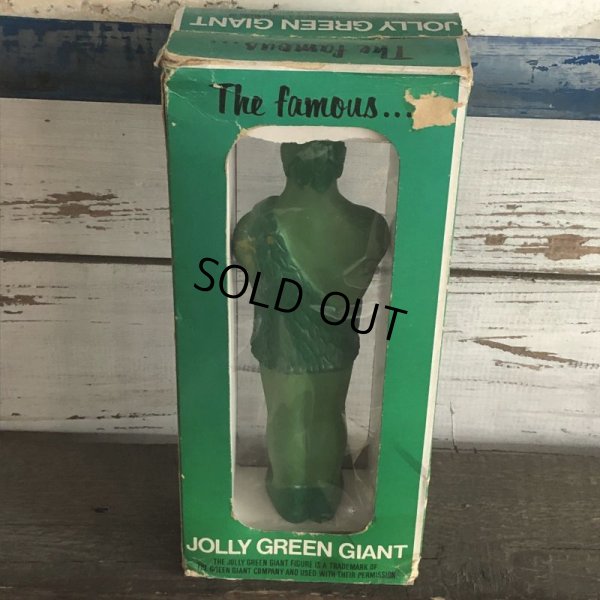 JOLLY GREEN GIANT
The famous...
The famous...
SOLD OUT
JOLLY GREEN GIANT
THE JOLLY GREEN GIANT FIGURE IS A TRADEMARK OF
THE GREEN GIANT COMPANY AND USED WITH THEIR PERMISSION